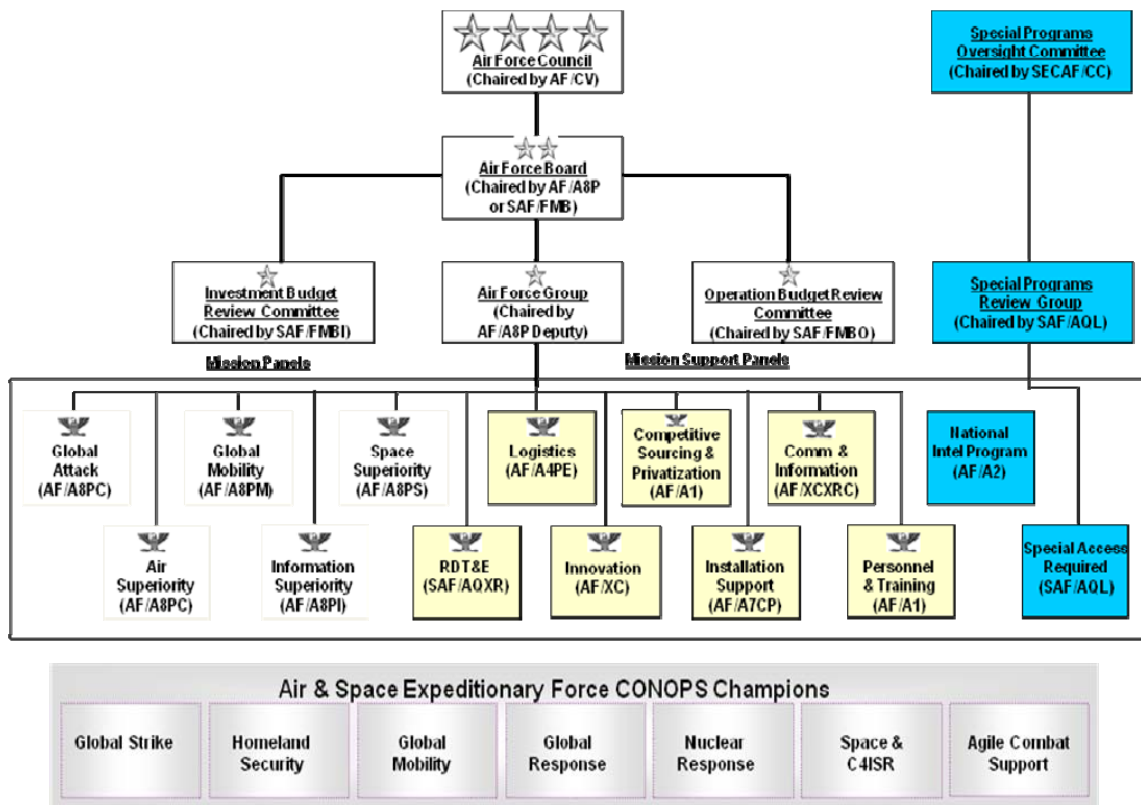 Air Force Council
(Chaired by AF/CV)
Special Programs
Oversight Committee
(Chaired by SECAF/CC)
Air Force Board
(Chaired by AF/A8P
or SAF/FMB)
Investment Budget
Review Committee
(Chaired by SAF/FMBI)
Air Force Group
(Chaired by
AF/A8P Deputy)
Operation Budget Review
Committee
(Chaired by SAF/FMBO)
Special Programs
Review Group
(Chaired by SAF/AQL)
Mission Panels
Mission Support Panels
Global
Attack
(AF/A8PC)
Global
Mobility
(AF/A8PM)
Space
Superiority
(AF/A8PS)
Logistics
(AF/A4PE)
Competitive
Sourcing &
Privatization
(AF/A1)
Comm &
Information
(AF/XCXRC)
National
Intel Program
(AF/A2)
Air
Superiority
(AF/A8PC)
Information
Superiority
(AF/A8PI)
RDT&E
(SAF/AQXR)
Innovation
(AF/XC)
Installation
Support
(AF/A7CP)
Personnel
& Training
(AF/A1)
Special Access
Required
(SAF/AQL)
Air & Space Expeditionary Force CONOPS Champions
Global Strike
Homeland
Security
Global
Mobility
Global
Response
Nuclear
Response
Space &
C4ISR
Agile Combat
Support